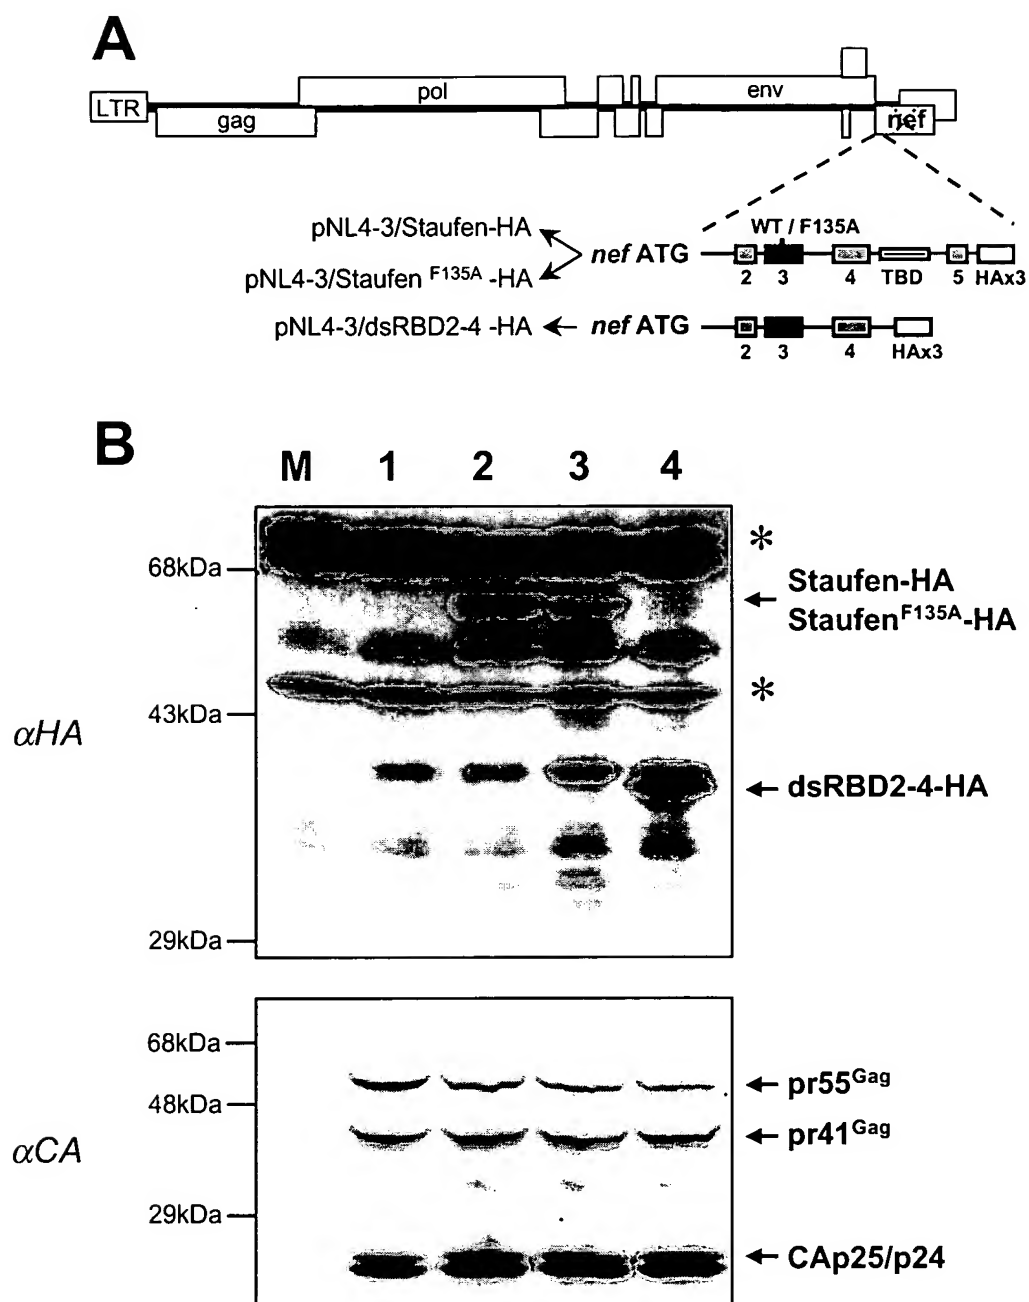 A
LTR
pol
env
gag
nef
pNL4-3/Staufen-HA
pNL4-3/Staufen F135A -HA
pNL4-3/dsRBD2-4 -HA
nef ATG
WT / F135A
2 3 4 TBD 5 HAx3
nef ATG
2 3 4 HAx3
B
M 1 2 3 4
*
68kDa
Staufen-HA
StaufenF135A-HA
*
43kDa
αHA
dsRBD2-4-HA
29kDa
68kDa
pr55Gag
48kDa
pr41Gag
αCA
29kDa
CAp25/p24